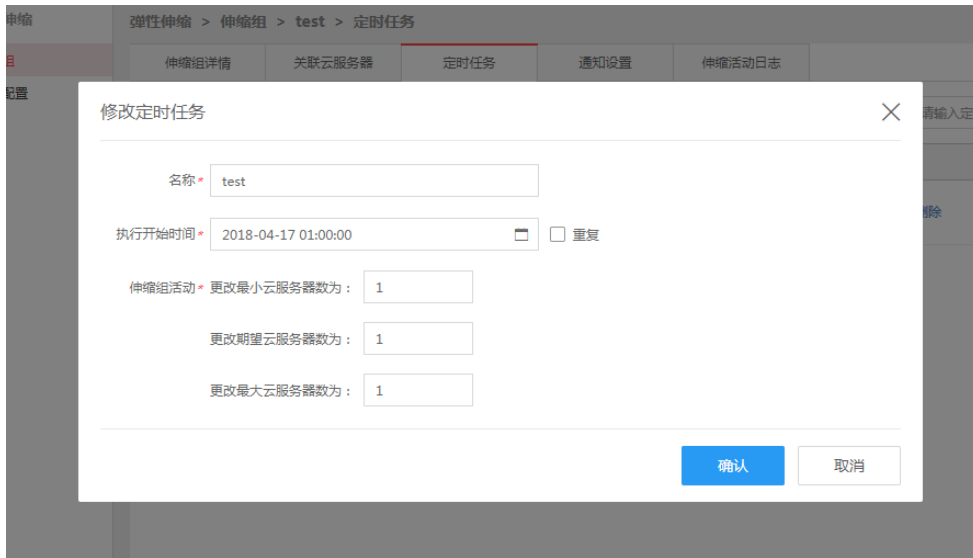 伸缩
弹性伸缩 > 伸缩组 > test > 定时任务
组
伸缩组详情 关联云服务器 定时任务 通知设置 伸缩活动日志
配置
修改定时任务
请输入定
名称* test
删除
执行开始时间* 2018-04-17 01:00:00 重复
伸缩组活动* 更改最小云服务器数为： 1
更改期望云服务器数为： 1
更改最大云服务器数为： 1
确认 取消